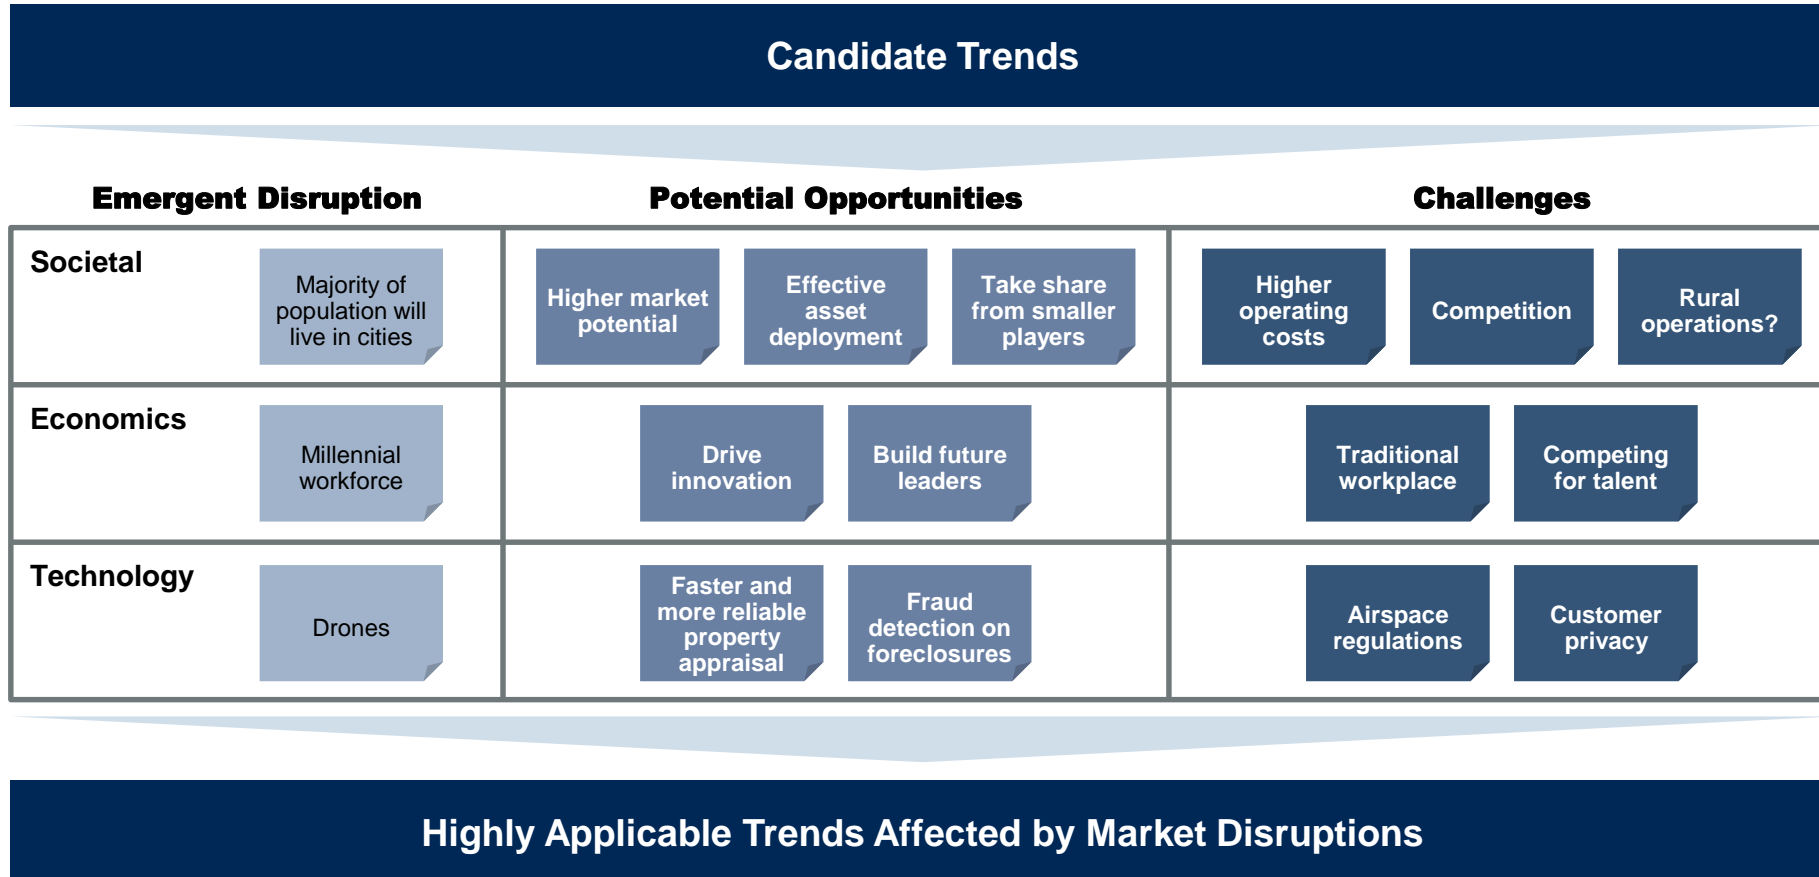 Candidate Trends
Emergent Disruption
Potential Opportunities
Challenges
Societal
Majority of
population will
live in cities
Higher market
potential
Effective
asset
deployment
Take share
from smaller
players
Higher
operating
costs
Competition
Rural
operations?
Economics
Millennial
workforce
Drive
innovation
Build future
leaders
Traditional
workplace
Competing
for talent
Technology
Drones
Faster and
more reliable
property
appraisal
Fraud
detection on
foreclosures
Airspace
regulations
Customer
privacy
Highly Applicable Trends Affected by Market Disruptions